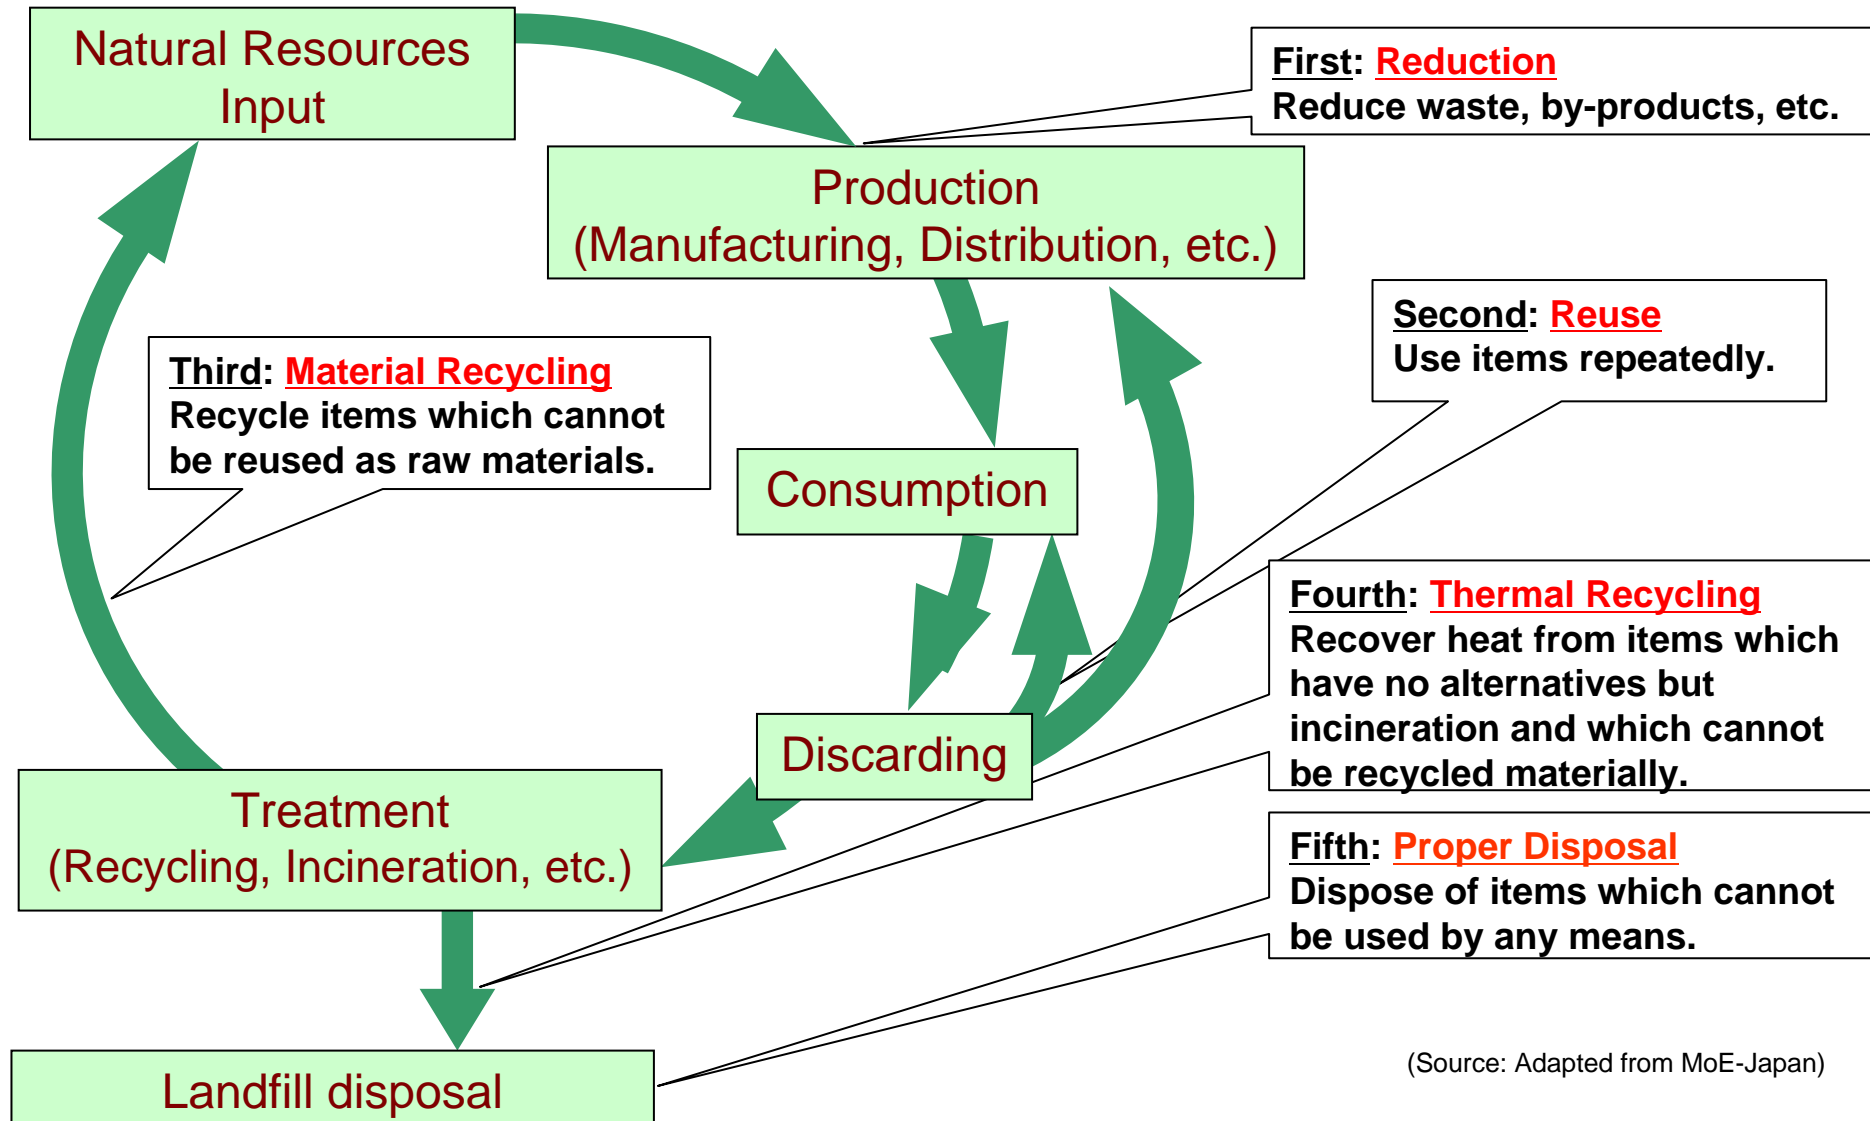 Natural Resources
Input
First: Reduction
Reduce waste, by-products, etc.
Production
(Manufacturing, Distribution, etc.)
Second: Reuse
Use items repeatedly.
Third: Material Recycling
Recycle items which cannot
be reused as raw materials.
Consumption
Fourth: Thermal Recycling
Recover heat from items which
have no alternatives but
incineration and which cannot
be recycled materially.
Discarding
Treatment
(Recycling, Incineration, etc.)
Fifth: Proper Disposal
Dispose of items which cannot
be used by any means.
Landfill disposal
(Source: Adapted from MoE-Japan)